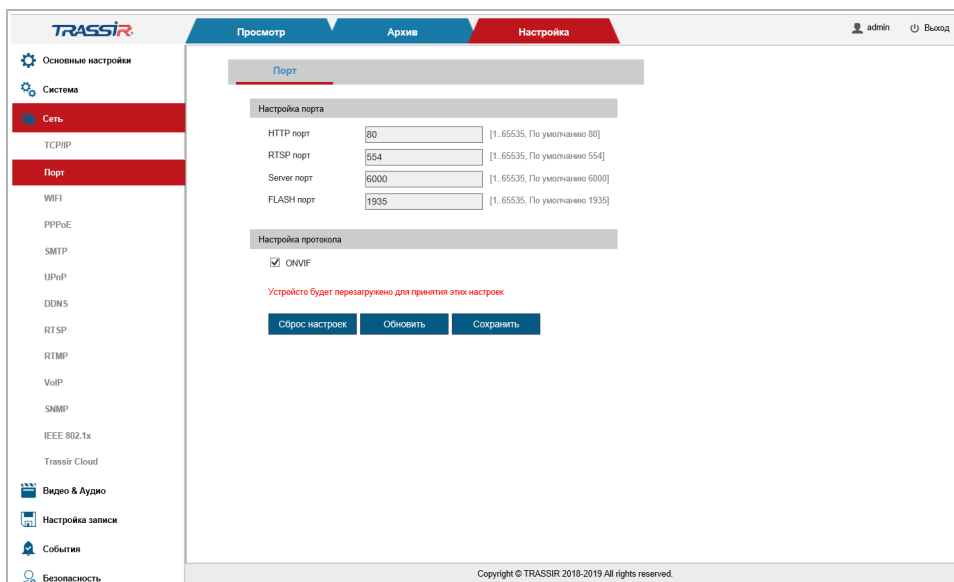 TRASSIR
Просмотр
Архив
Настройка
admin
Выход
Основные настройки
Система
Сеть
TCP/IP
Порт
WIFI
PPPoE
SMTP
UPnP
DDNS
RTSP
RTMP
VoIP
SNMP
IEEE 802.1x
Trassir Cloud
Видео & Аудио
Настройка записи
События
Безопасность
Порт
Настройка порта
HTTP порт 80 [1..65535, По умолчанию 80]
RTSP порт 554 [1..65535, По умолчанию 554]
Server порт 6000 [1..65535, По умолчанию 6000]
FLASH порт 1935 [1..65535, По умолчанию 1935]
Настройка протокола
ONVIF
Устройсто будет перезагружено для принятия этих настроек
Сброс настроек Обновить Сохранить
Copyright © TRASSIR 2018-2019 All rights reserved.